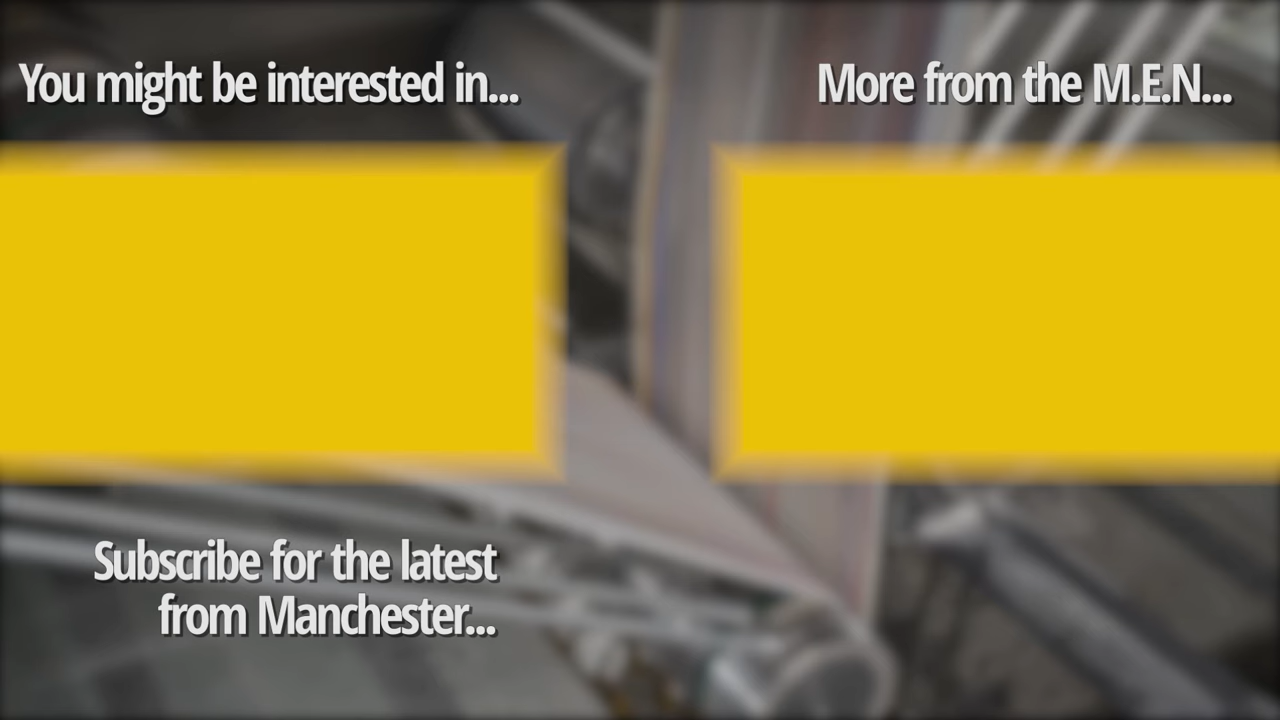 You might be interested in...
More from the M.E.N...
Subscribe for the latest
from Manchester...